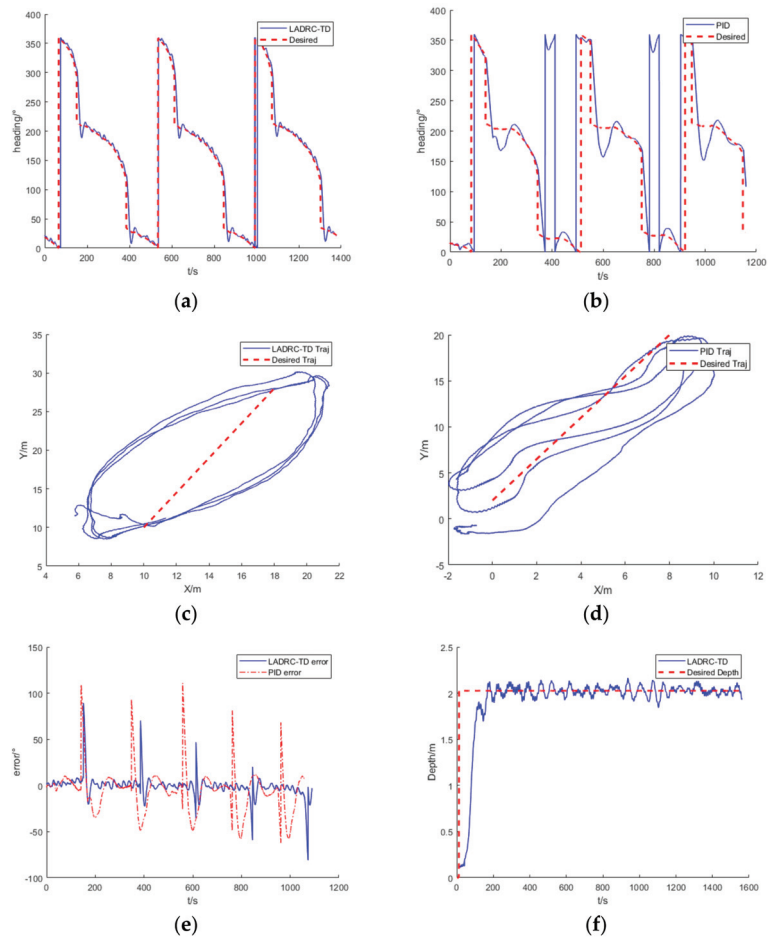 LADRC-TD
Desired
heading/°
400
350
300
250
200
150
100
50
0
0 200 400 600 800 1000 1200 1400
t/s
(a)
PID
Desired
heading/°
400
350
300
250
200
150
100
50
0
0 200 400 600 800 1000 1200
t/s
(b)
LADRC-TD Traj
Desired Traj
Y/m
35
30
25
20
15
10
5
4 6 8 10 12 14 16 18 20 22
X/m
(c)
PID Traj
Desired Traj
Y/m
20
15
10
5
0
-5
-2 0 2 4 6 8 10 12
X/m
(d)
LADRC-TD error
PID error
error/°
150
100
50
0
-50
-100
0 200 400 600 800 1000 1200
t/s
(e)
LADRC-TD
Desired Depth
Depth/m
2.5
2
1.5
1
0.5
0
0 200 400 600 800 1000 1200 1400 1600
t/s
(f)